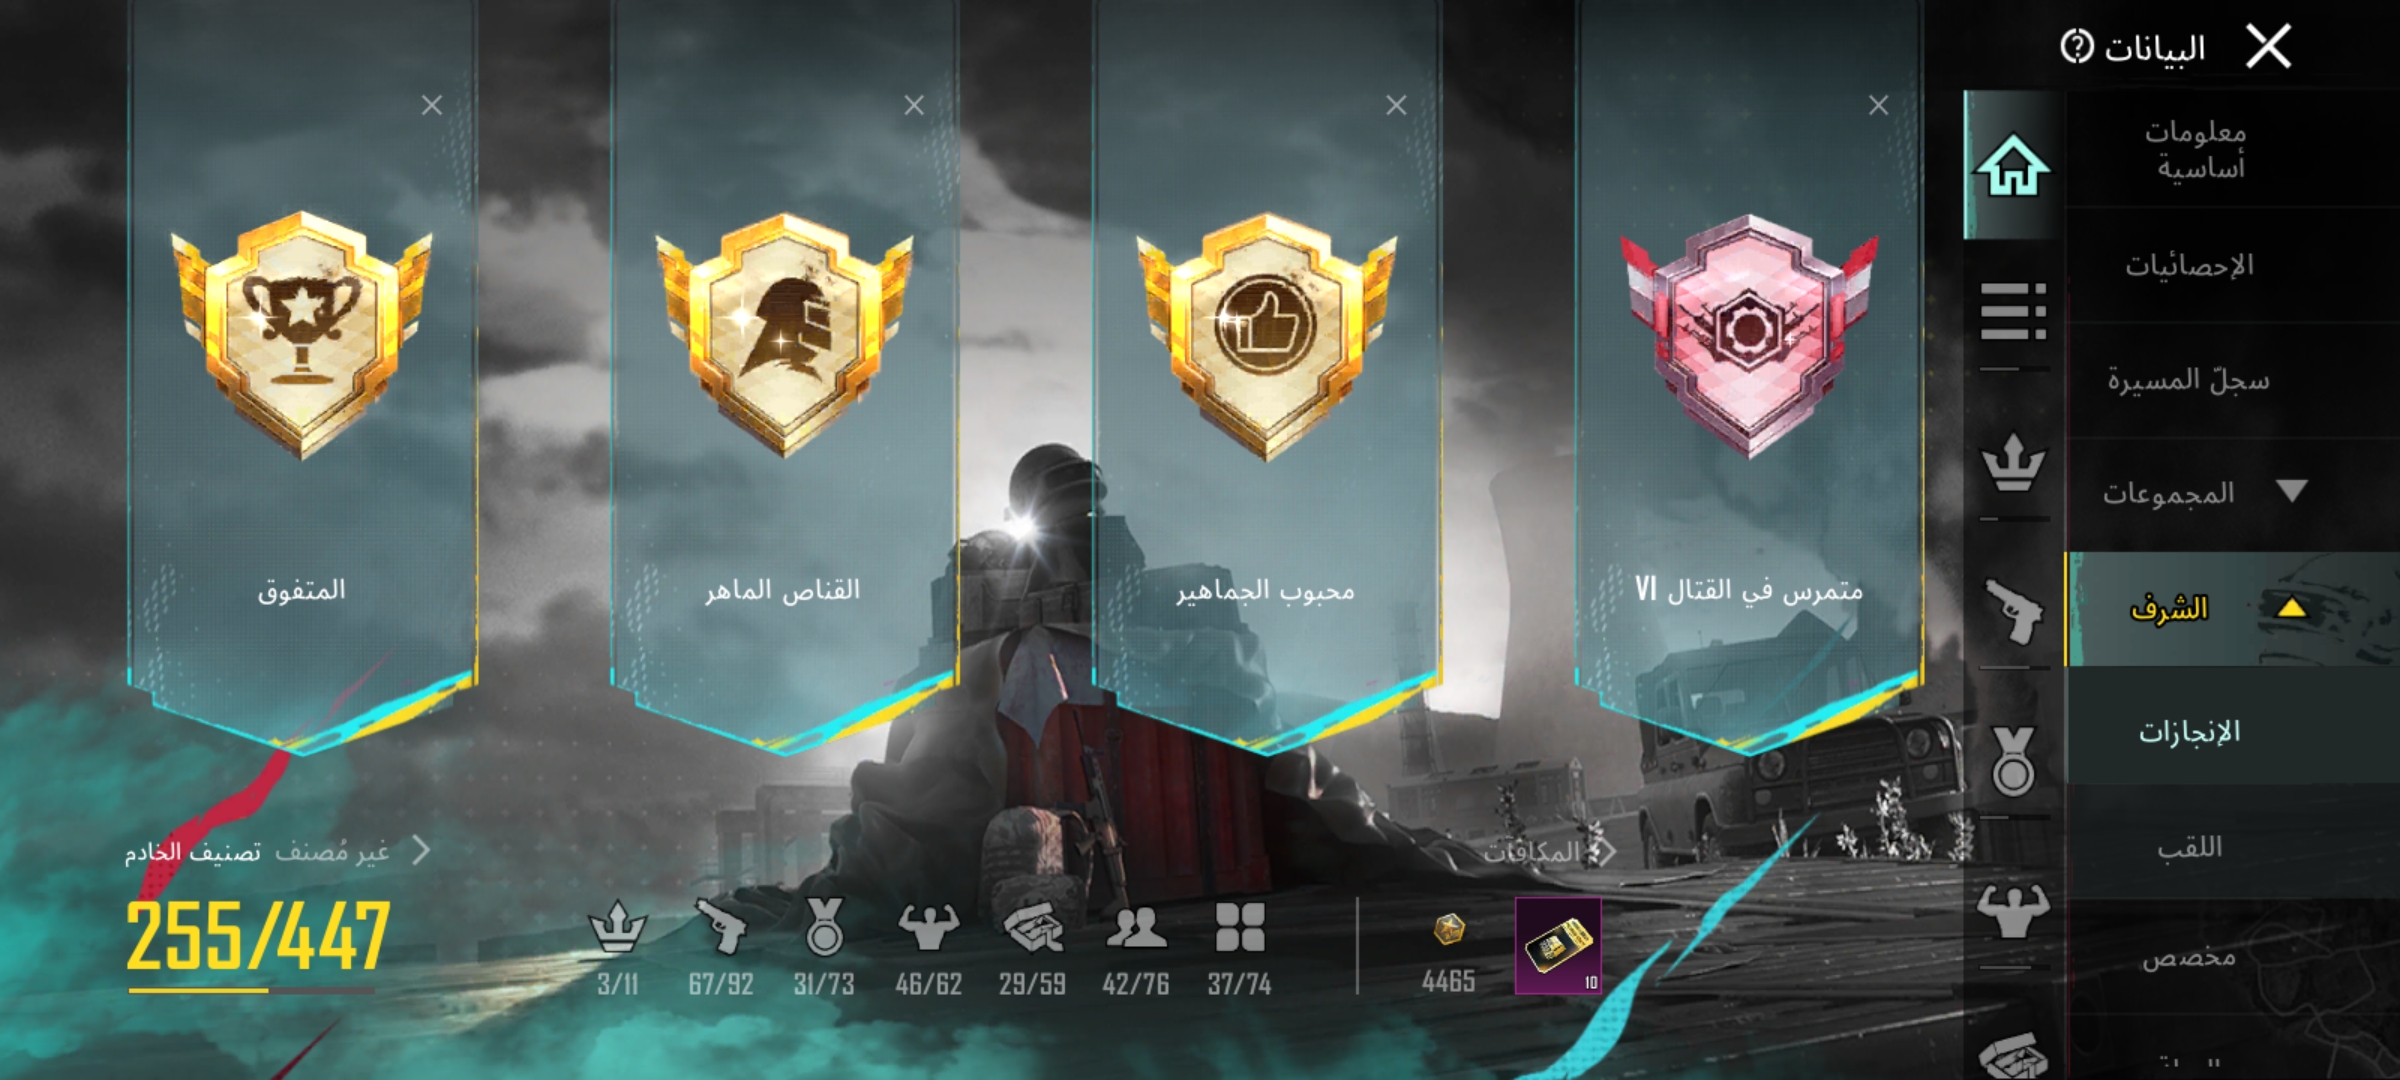 البيانات
معلومات
أساسية
الإحصائيات
سجلّ المسيرة
المجموعات
الشرف
الإنجازات
اللقب
مخصص
متمرس في القتال VI
محبوب الجماهير
القناص الماهر
المتفوق
المكافآت
غير مُصنف تصنيف الخادم
255/447
3/11
67/92
31/73
46/62
29/59
42/76
37/74
4465
10